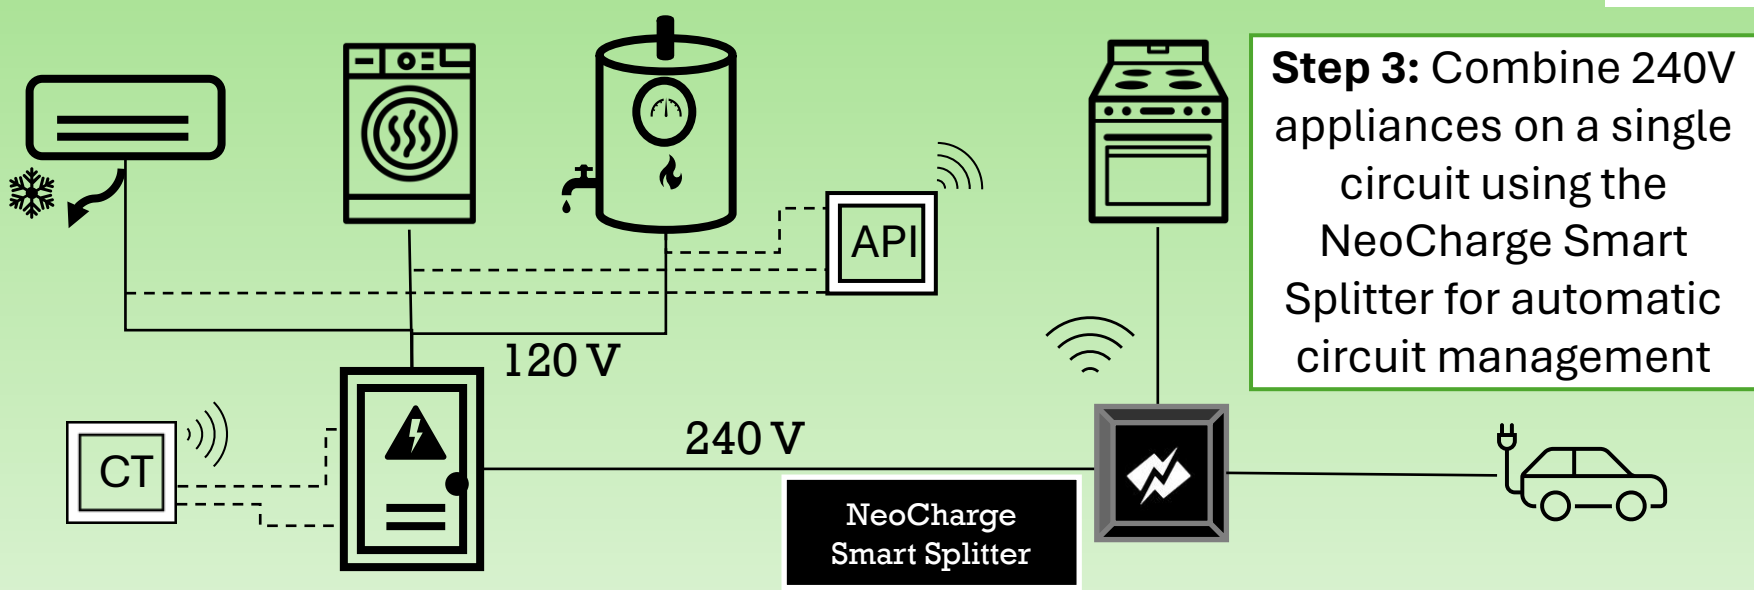 Step 3: Combine 240V
appliances on a single
circuit using the
NeoCharge Smart
Splitter for automatic
circuit management
API
120 V
240 V
CT
NeoCharge
Smart Splitter